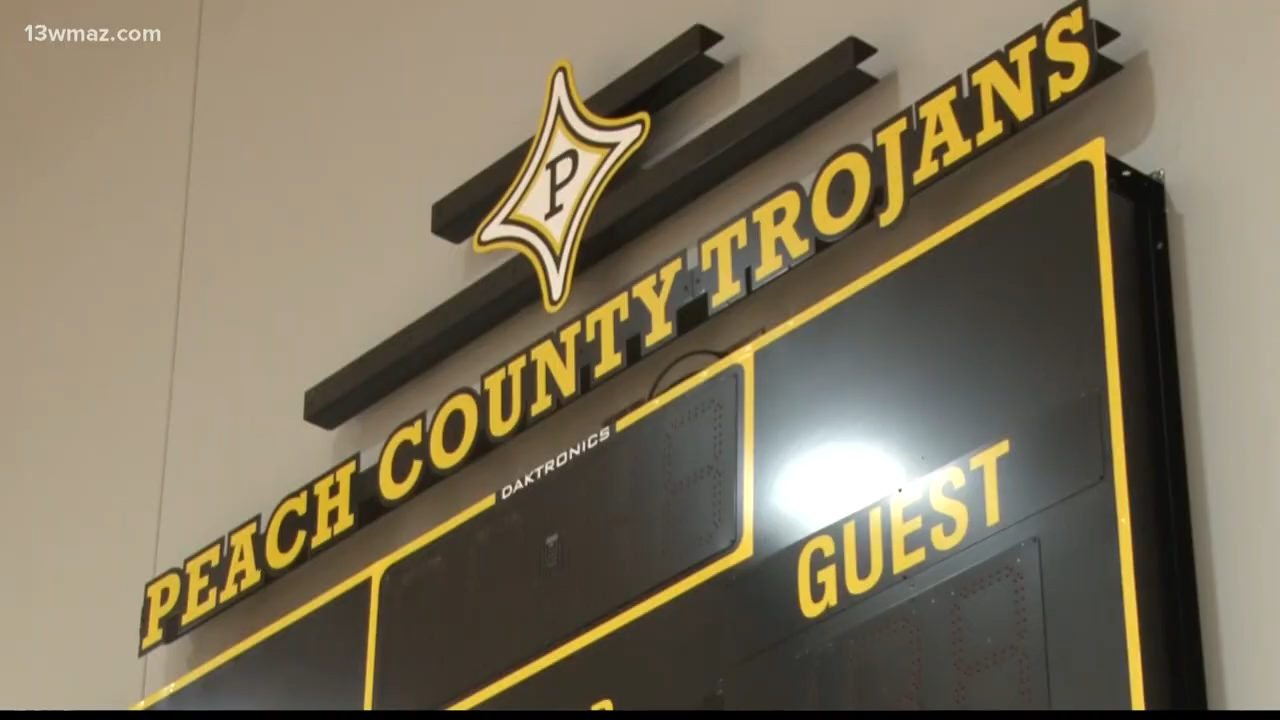 13wmaz.com
P
PEACH COUNTY TROJANS
DAKTRONICS
GUEST